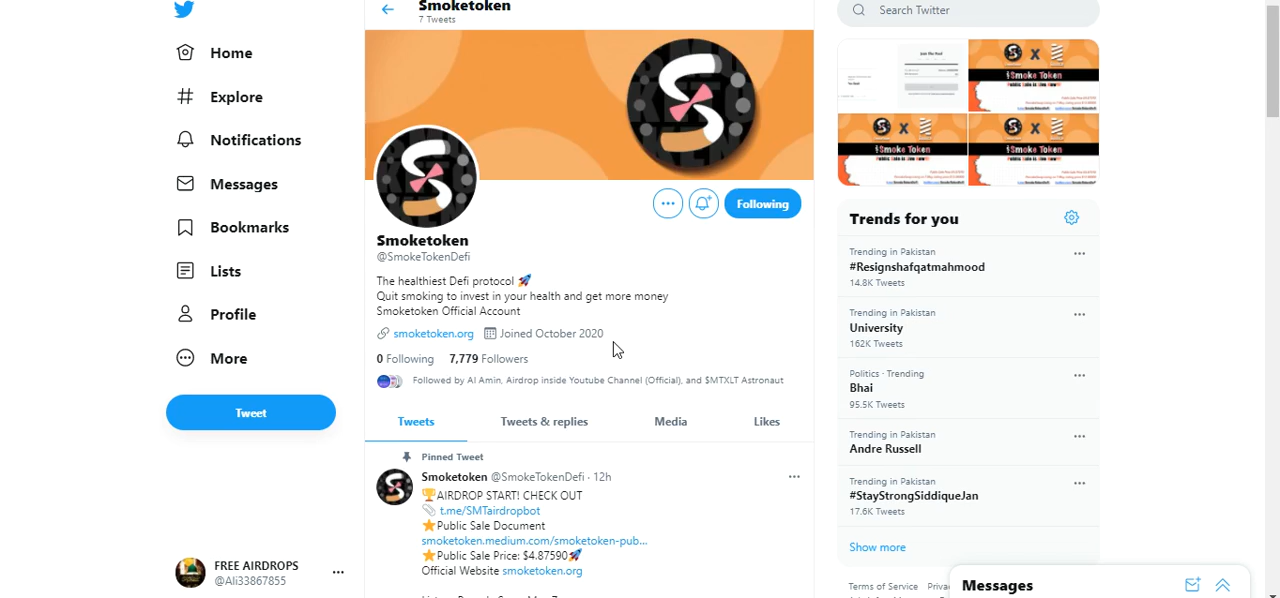 Smoketoken
7 Tweets
Search Twitter
Home
Explore
Notifications
Messages
Bookmarks
Lists
Profile
More
Tweet
FREE AIRDROPS
@Ali33867855
Following
Smoketoken
@SmokeTokenDefi
The healthiest Defi protocol 🚀
Quit smoking to invest in your health and get more money
Smoketoken Official Account
smoketoken.org Joined October 2020
0 Following 7,779 Followers
Followed by Al Amin, Airdrop inside Youtube Channel (Official), and $MTXLT Astronaut
Tweets Tweets & replies Media Likes
Pinned Tweet
Smoketoken @SmokeTokenDefi · 12h
🏆AIRDROP START! CHECK OUT
📎 t.me/SMTairdropbot
⭐Public Sale Document
smoketoken.medium.com/smoketoken-pub...
⭐Public Sale Price: $4.87590🚀
Official Website smoketoken.org
X
Smoke Token
X
Smoke Token
X
Smoke Token
Trends for you
Trending in Pakistan
#Resignshafqatmahmood
14.8K Tweets
Trending in Pakistan
University
162K Tweets
Politics · Trending
Bhai
95.5K Tweets
Trending in Pakistan
Andre Russell
Trending in Pakistan
#StayStrongSiddiqueJan
17.6K Tweets
Show more
Terms of Service
Messages